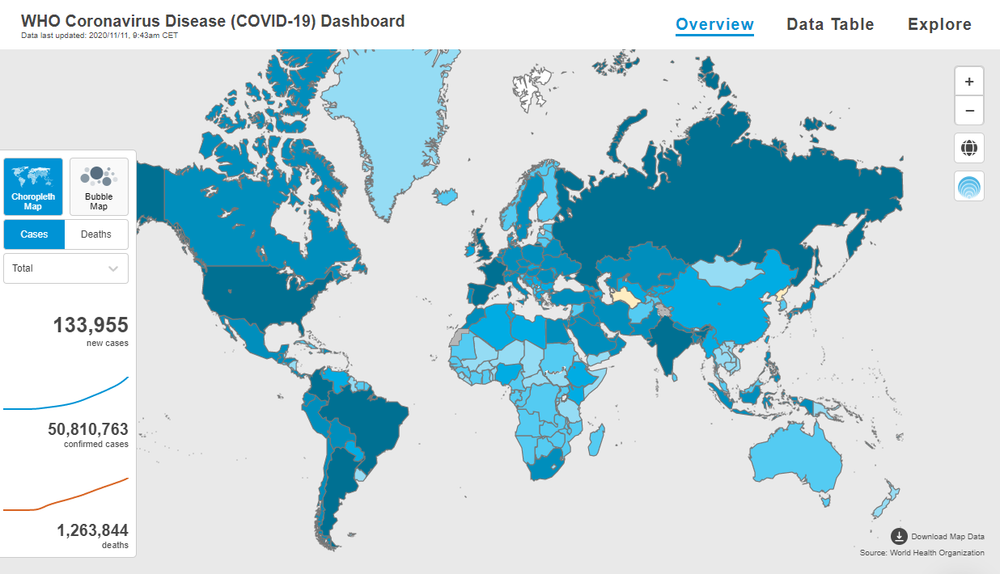 WHO Coronavirus Disease (COVID-19) Dashboard
Data last updated: 2020/11/11, 9:43am CET
Overview
Data Table
Explore
+
−
Choropleth
Map
Bubble
Map
Cases
Deaths
Total
133,955
new cases
50,810,763
confirmed cases
1,263,844
deaths
Download Map Data
Source: World Health Organization